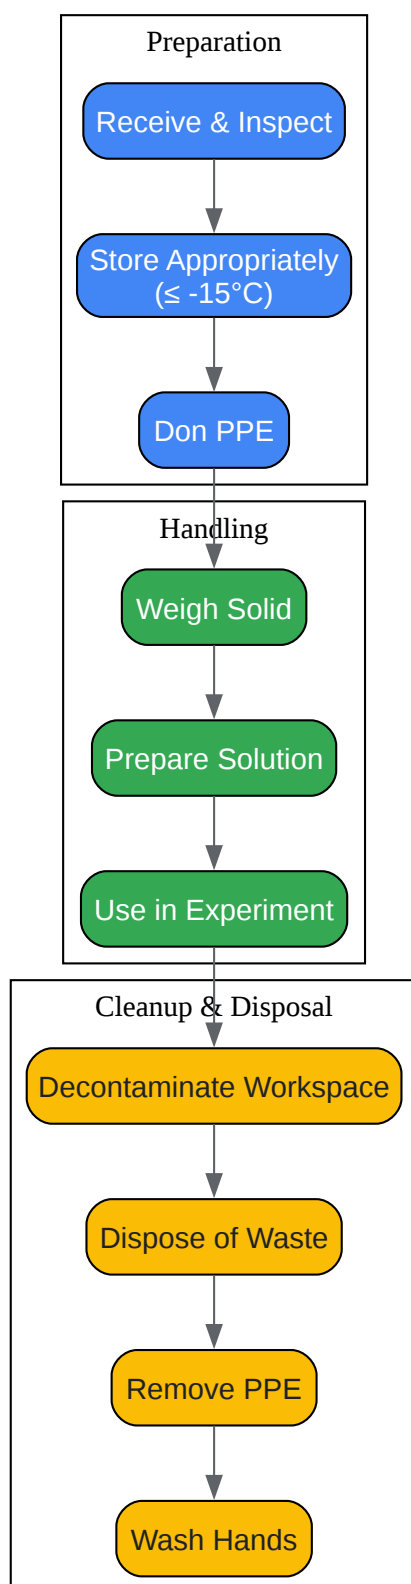 Preparation
Receive & Inspect
Store Appropriately
(≤ -15°C)
Don PPE
Handling
Weigh Solid
Prepare Solution
Use in Experiment
Cleanup & Disposal
Decontaminate Workspace
Dispose of Waste
Remove PPE
Wash Hands